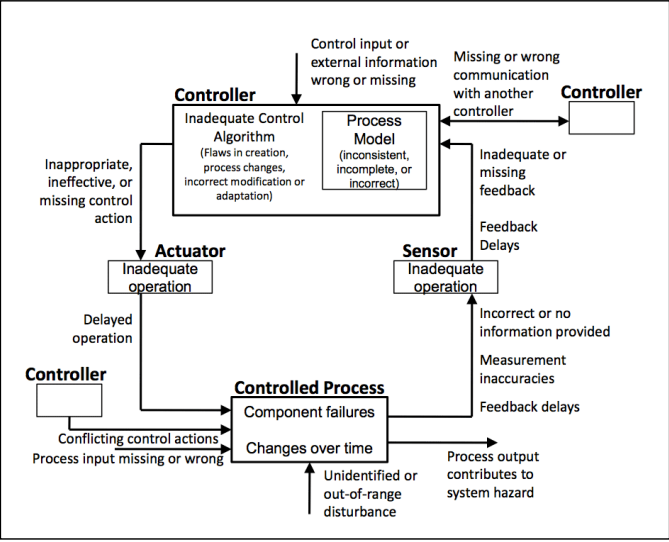 Control input or
external information
wrong or missing
Missing or wrong
communication
with another
controller
Controller
Controller
Inadequate Control
Algorithm
(Flaws in creation,
process changes,
incorrect modification or
adaptation)
Process
Model
(inconsistent,
incomplete, or
incorrect)
Inappropriate,
ineffective, or
missing control
action
Inadequate or
missing
feedback
Feedback
Delays
Actuator
Inadequate
operation
Sensor
Inadequate
operation
Delayed
operation
Incorrect or no
information provided
Measurement
inaccuracies
Feedback delays
Controller
Controlled Process
Component failures
Changes over time
Conflicting control actions
Process input missing or wrong
Process output
contributes to
system hazard
Unidentified or
out-of-range
disturbance